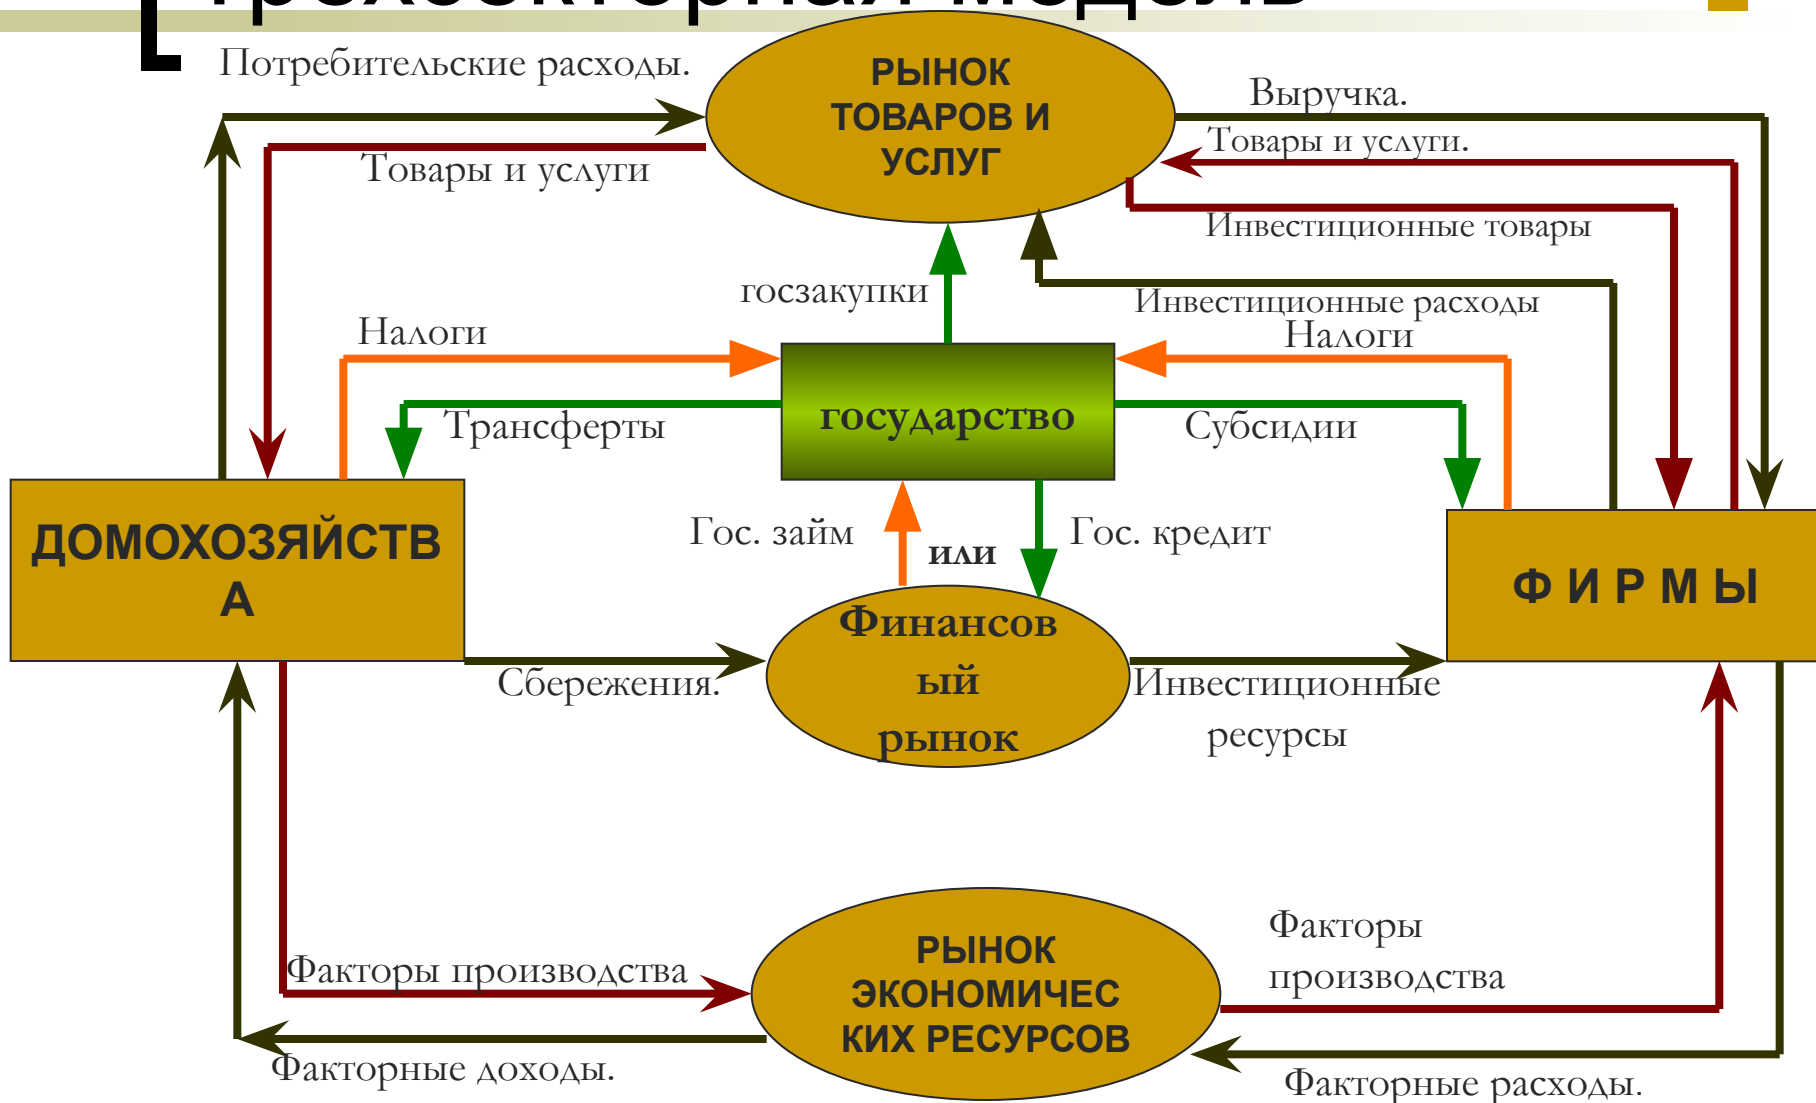 Трехсекторная модель
Потребительские расходы.
РЫНОК
ТОВАРОВ И
УСЛУГ
Выручка.
Товары и услуги.
Товары и услуги
Инвестиционные товары
госзакупки
Инвестиционные расходы
Налоги
Налоги
государство
Трансферты
Субсидии
ДОМОХОЗЯЙСТВ
А
Гос. займ
или
Гос. кредит
Ф И Р М Ы
Финансов
ый
рынок
Сбережения.
Инвестиционные
ресурсы
РЫНОК
ЭКОНОМИЧЕС
КИХ РЕСУРСОВ
Факторы
производства
Факторы производства
Факторные доходы.
Факторные расходы.